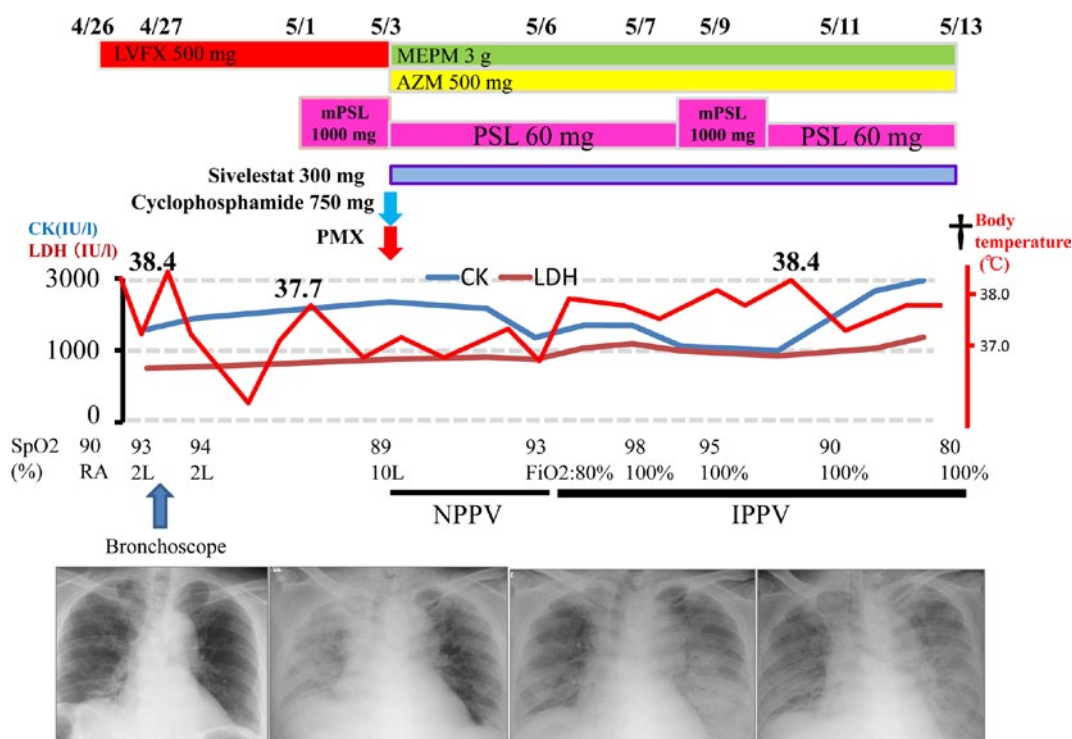 4/26 4/27 5/1 5/3 5/6 5/7 5/9 5/11 5/13
LVFX 500 mg
MEPM 3 g
AZM 500 mg
mPSL
1000 mg
PSL 60 mg
mPSL
1000 mg
PSL 60 mg
Sivelestat 300 mg
Cyclophosphamide 750 mg
PMX
CK(IU/l)
LDH (IU/l)
†
Body
temperature
(℃)
CK LDH
38.4
37.7
38.4
3000
1000
0
38.0
37.0
SpO2 90 93 94 89 93 98 95 90 80
(%) RA 2L 2L 10L FiO2:80% 100% 100% 100% 100%
NPPV IPPV
Bronchoscope